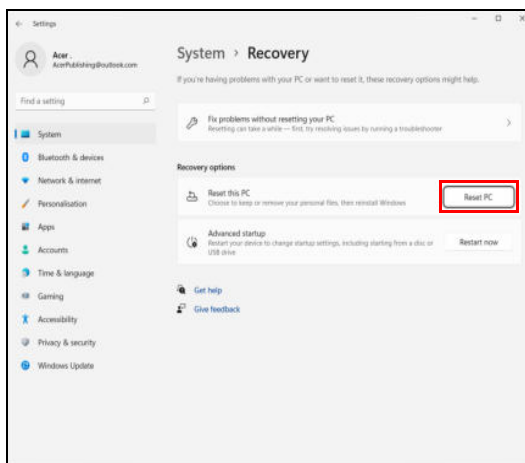 Settings
Acer .
AcerPublishing@outlook.com
Find a setting
System
Bluetooth & devices
Network & internet
Personalisation
Apps
Accounts
Time & language
Gaming
Accessibility
Privacy & security
Windows Update
System > Recovery
If you're having problems with your PC or want to reset it, these recovery options might help.
Fix problems without resetting your PC
Resetting can take a while — first, try resolving issues by running a troubleshooter
Recovery options
Reset this PC
Choose to keep or remove your personal files, then reinstall Windows
Reset PC
Advanced startup
Restart your device to change startup settings, including starting from a disc or
USB drive
Restart now
Get help
Give feedback